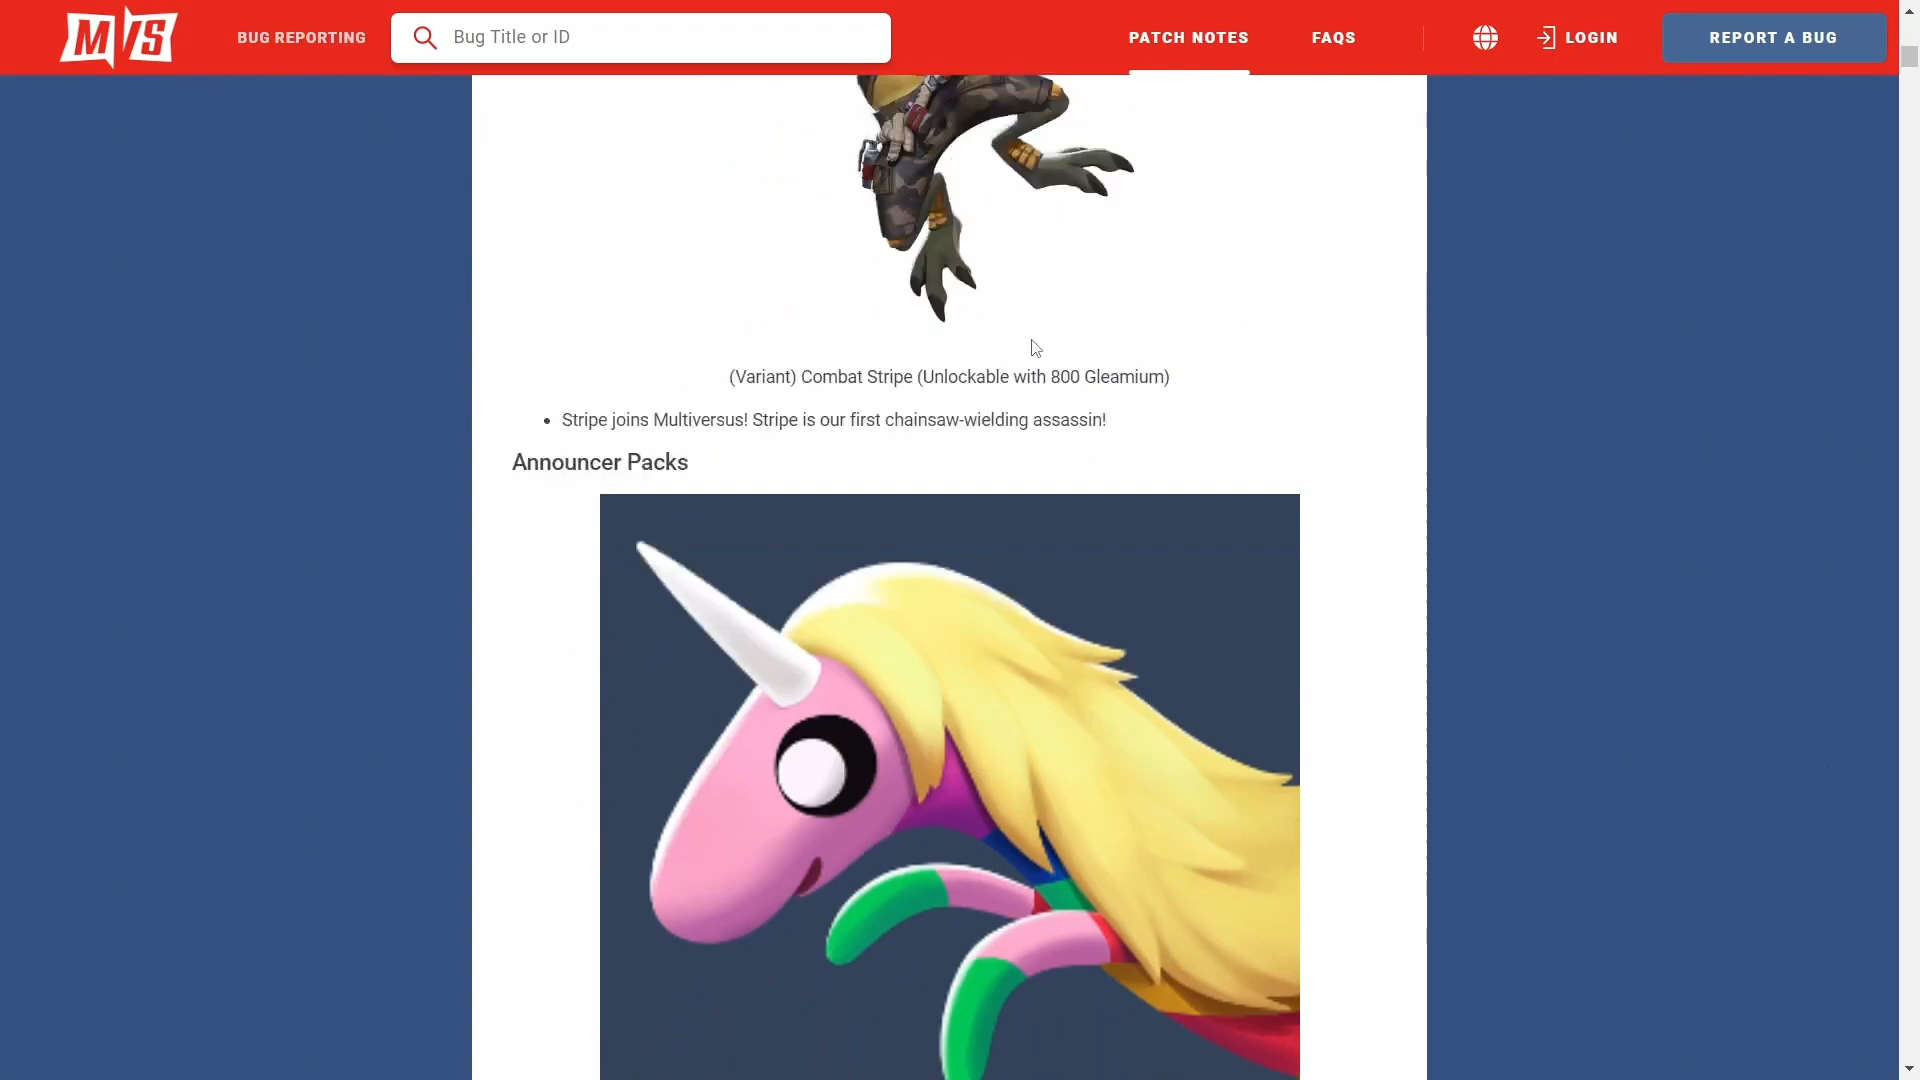 M/S
BUG REPORTING
Bug Title or ID
PATCH NOTES
FAQS
LOGIN
REPORT A BUG
(Variant) Combat Stripe (Unlockable with 800 Gleamium)
• Stripe joins Multiversus! Stripe is our first chainsaw-wielding assassin!
Announcer Packs